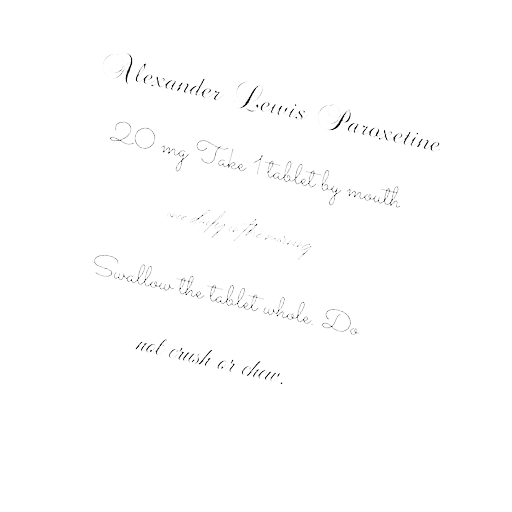 Alexander Lewis Paroxetine
20 mg Take 1 tablet by mouth
Swallow the tablet whole. Do
not crush or chew.